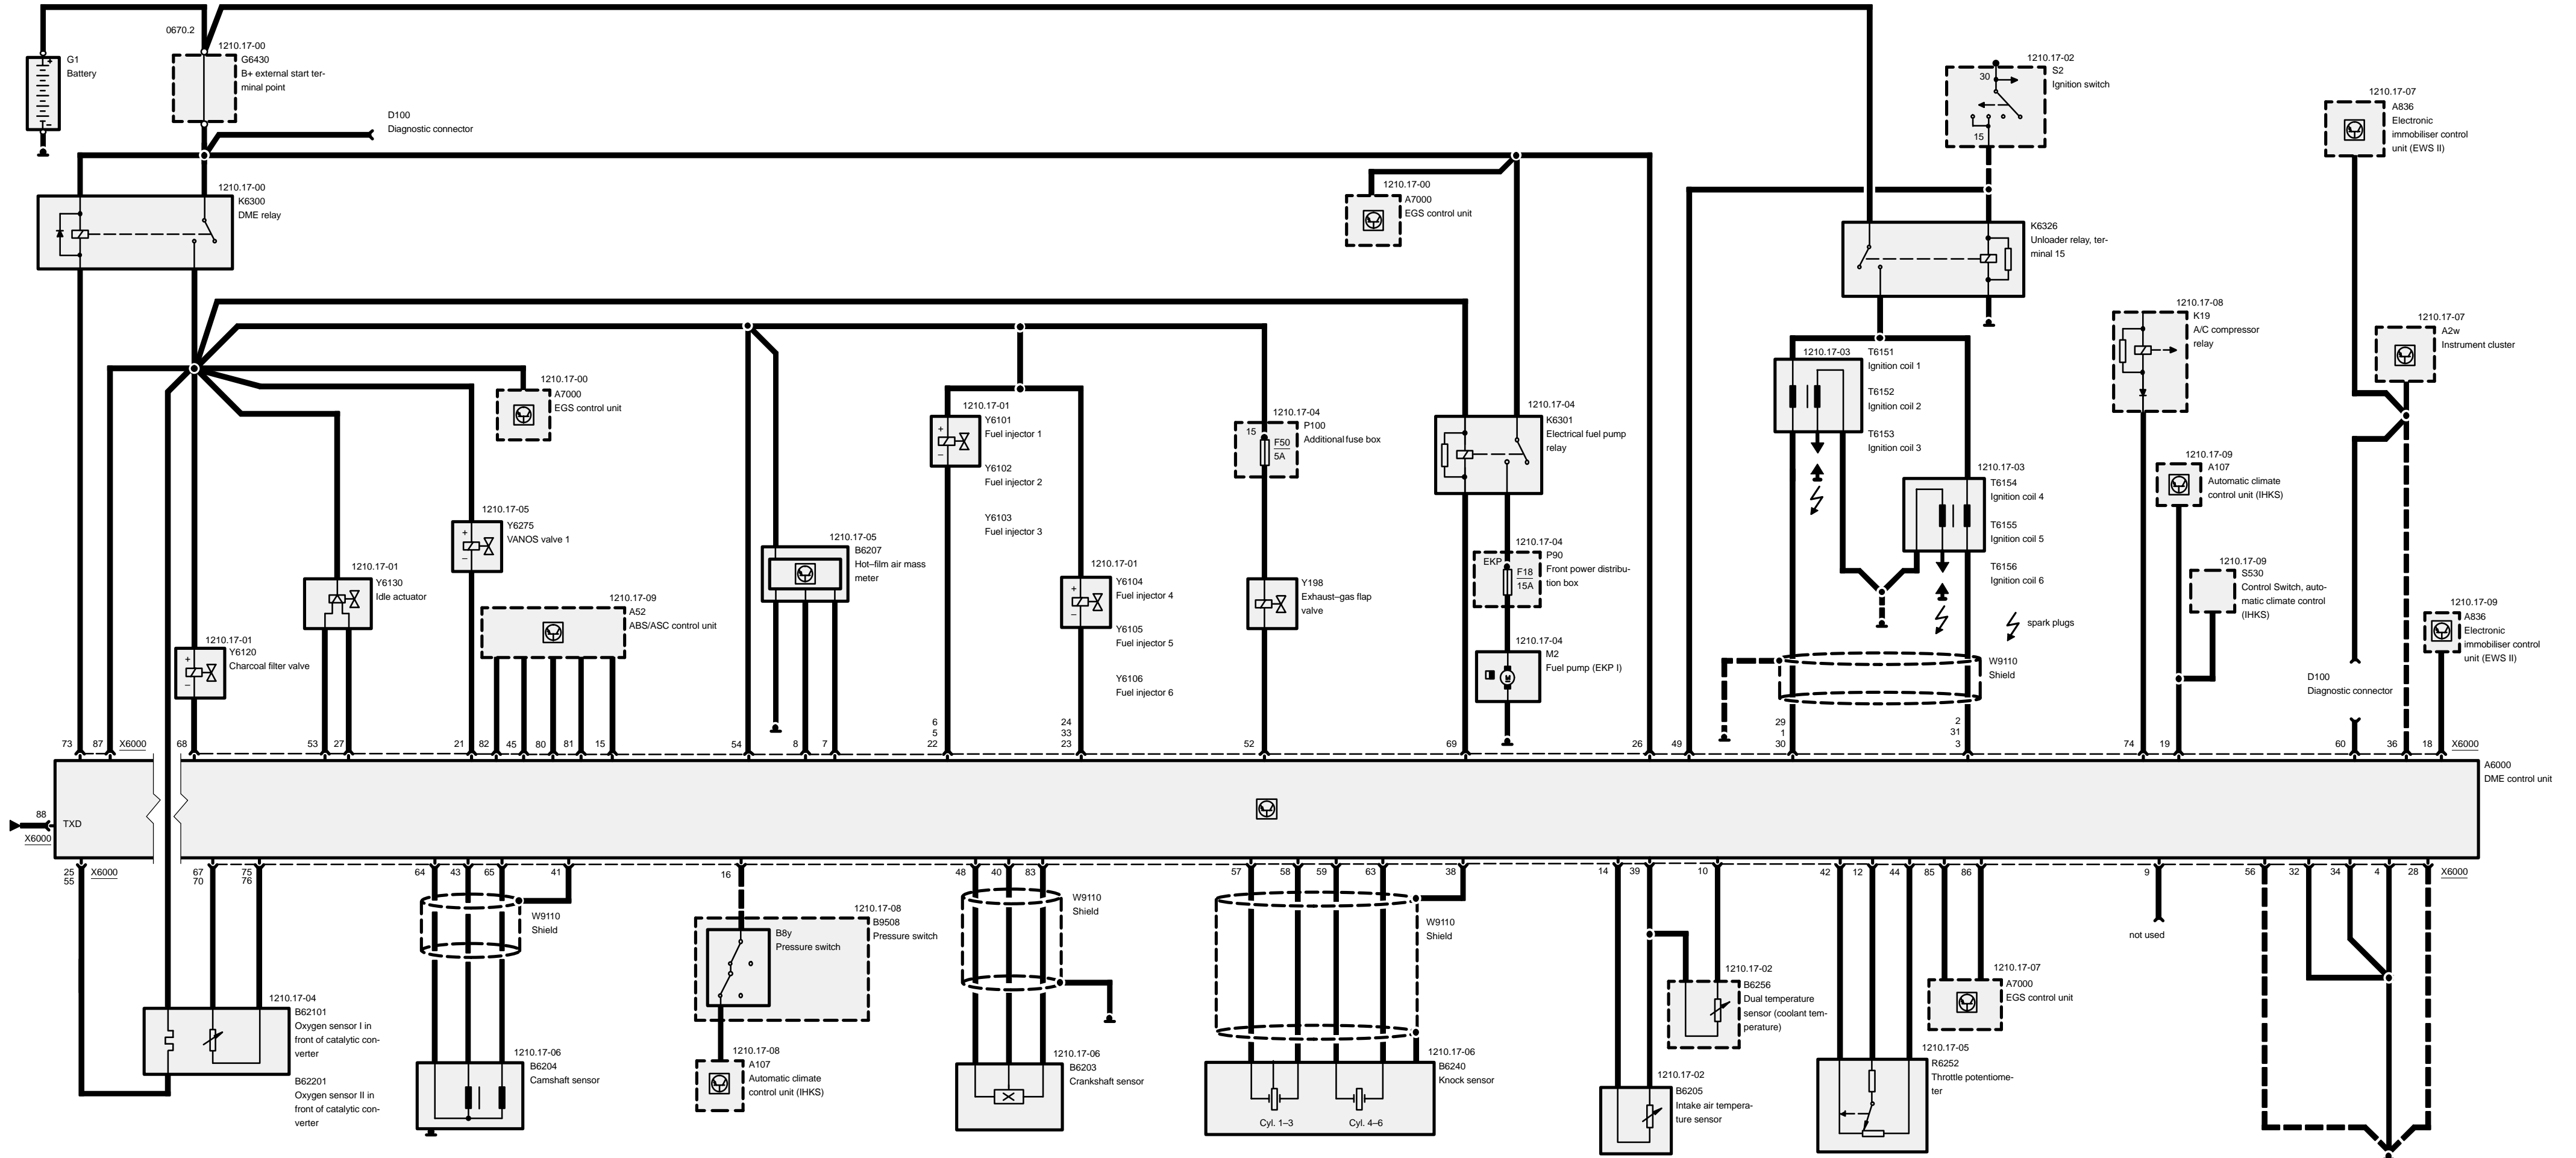 0670.2
1210.17-00
G1
Battery
G6430
B+ external start ter-
minal point
D100
Diagnostic connector
1210.17-00
K6300
DME relay
1210.17-00
A7000
EGS control unit
1210.17-02
S2
Ignition switch
30
15
1210.17-07
A836
Electronic
immobiliser control
unit (EWS II)
K6326
Unloader relay, ter-
minal 15
1210.17-08
K19
A/C compressor
relay
1210.17-07
A2w
Instrument cluster
1210.17-00
A7000
EGS control unit
1210.17-01
Y6101
Fuel injector 1
Y6102
Fuel injector 2
Y6103
Fuel injector 3
+
–
1210.17-04
P100
Additional fuse box
15
F50
5A
1210.17-04
K6301
Electrical fuel pump
relay
1210.17-03
T6151
Ignition coil 1
T6152
Ignition coil 2
T6153
Ignition coil 3
1210.17-03
T6154
Ignition coil 4
T6155
Ignition coil 5
T6156
Ignition coil 6
spark plugs
1210.17-09
A107
Automatic climate
control unit (IHKS)
1210.17-05
Y6275
VANOS valve 1
+
–
1210.17-01
Y6130
Idle actuator
1210.17-09
A52
ABS/ASC control unit
1210.17-05
B6207
Hot–film air mass
meter
1210.17-01
Y6104
Fuel injector 4
Y6105
Fuel injector 5
Y6106
Fuel injector 6
+
–
Y198
Exhaust–gas flap
valve
1210.17-04
P90
Front power distribu-
tion box
EKP
F18
15A
1210.17-04
M2
Fuel pump (EKP I)
M
1210.17-09
S530
Control Switch, auto-
matic climate control
(IHKS)
1210.17-09
A836
Electronic
immobiliser control
unit (EWS II)
1210.17-01
Y6120
Charcoal filter valve
+
–
W9110
Shield
D100
Diagnostic connector
73
87
X6000
68
53
27
21
82
45
80
81
15
54
8
7
6
5
22
24
33
23
52
69
26
49
29
1
30
2
31
3
74
19
60
36
18
X6000
A6000
DME control unit
88
TXD
X6000
25
55
X6000
67
70
75
76
64
43
65
41
16
48
40
83
57
58
59
63
38
14
39
10
42
12
44
85
86
9
56
32
34
4
28
X6000
W9110
Shield
1210.17-08
B9508
Pressure switch
B8y
Pressure switch
W9110
Shield
W9110
Shield
not used
1210.17-04
B62101
Oxygen sensor I in
front of catalytic con-
verter
B62201
Oxygen sensor II in
front of catalytic con-
verter
1210.17-06
B6204
Camshaft sensor
1210.17-08
A107
Automatic climate
control unit (IHKS)
1210.17-06
B6203
Crankshaft sensor
1210.17-06
B6240
Knock sensor
Cyl. 1–3
Cyl. 4–6
1210.17-02
B6256
Dual temperature
sensor (coolant tem-
perature)
1210.17-02
B6205
Intake air tempera-
ture sensor
1210.17-07
A7000
EGS control unit
1210.17-05
R6252
Throttle potentiome-
ter